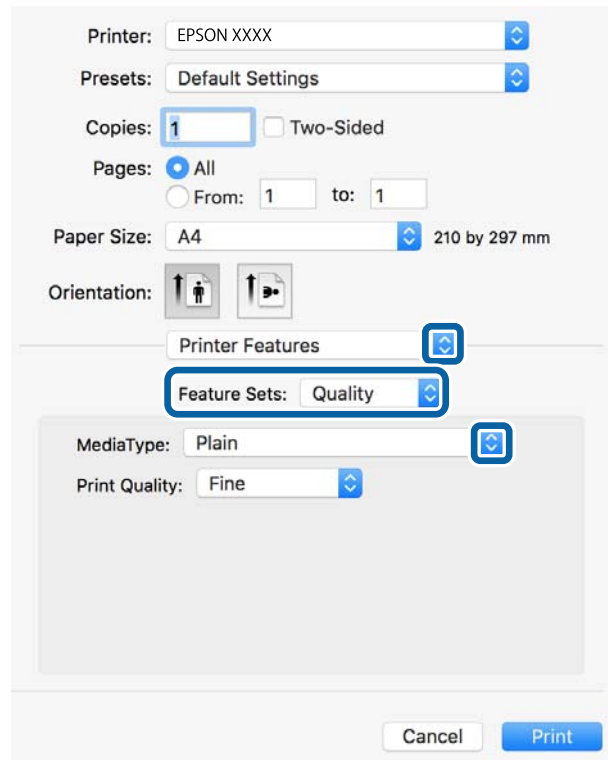 Printer: EPSON XXXX
Presets: Default Settings
Copies: 1 Two-Sided
Pages: All
From: 1 to: 1
Paper Size: A4 210 by 297 mm
Orientation:
Printer Features
Feature Sets: Quality
MediaType: Plain
Print Quality: Fine
Cancel Print